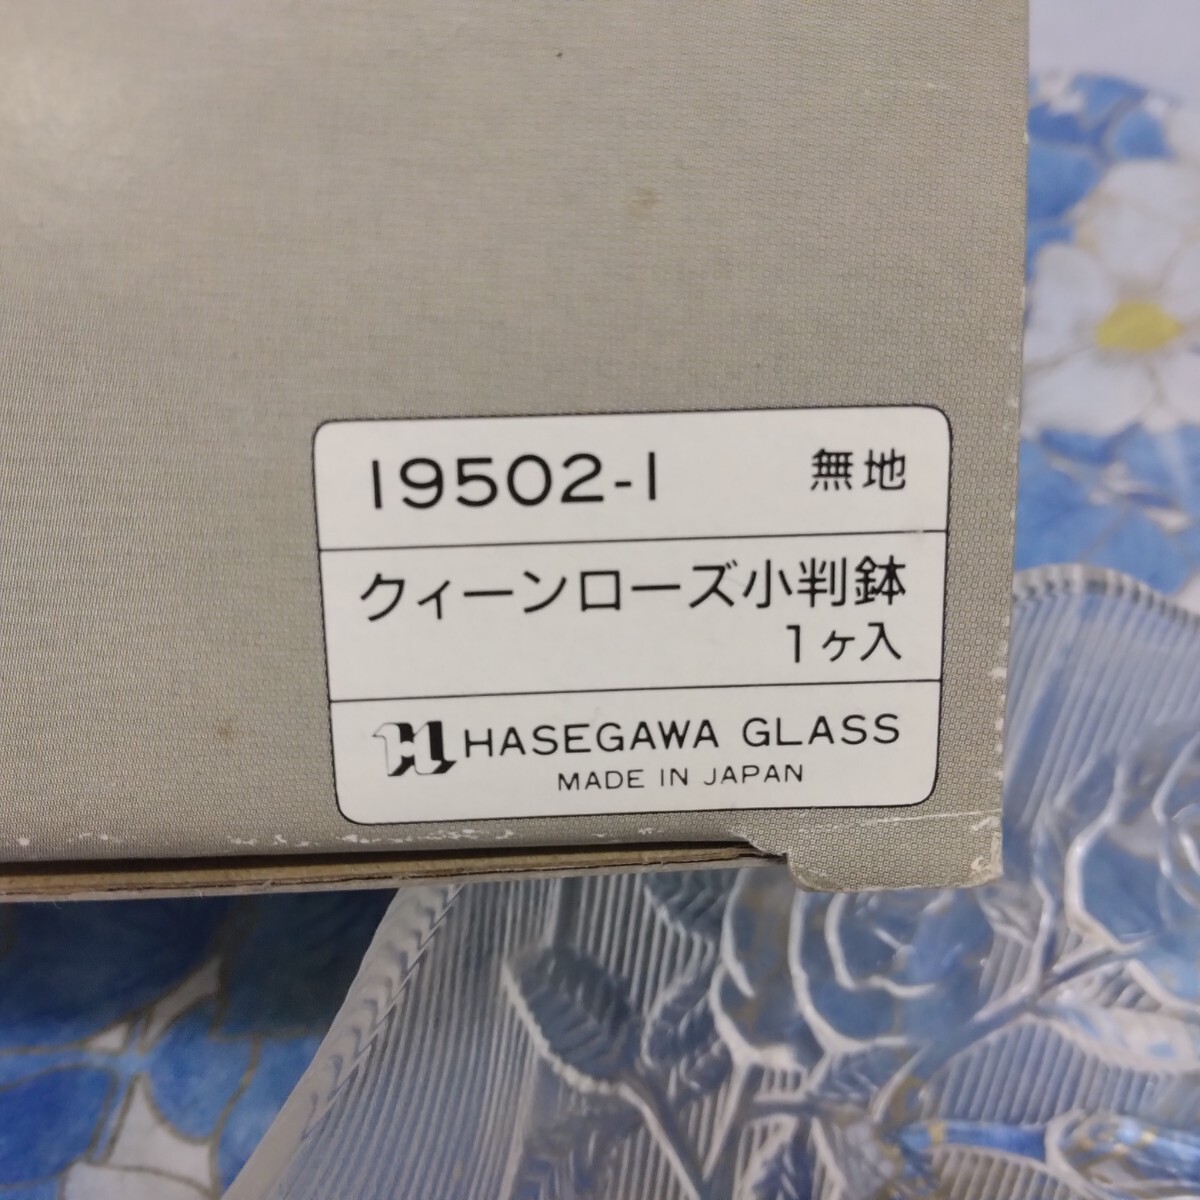 19502-1 無地
クィーンローズ小判鉢
1ヶ入
H HASEGAWA GLASS
MADE IN JAPAN